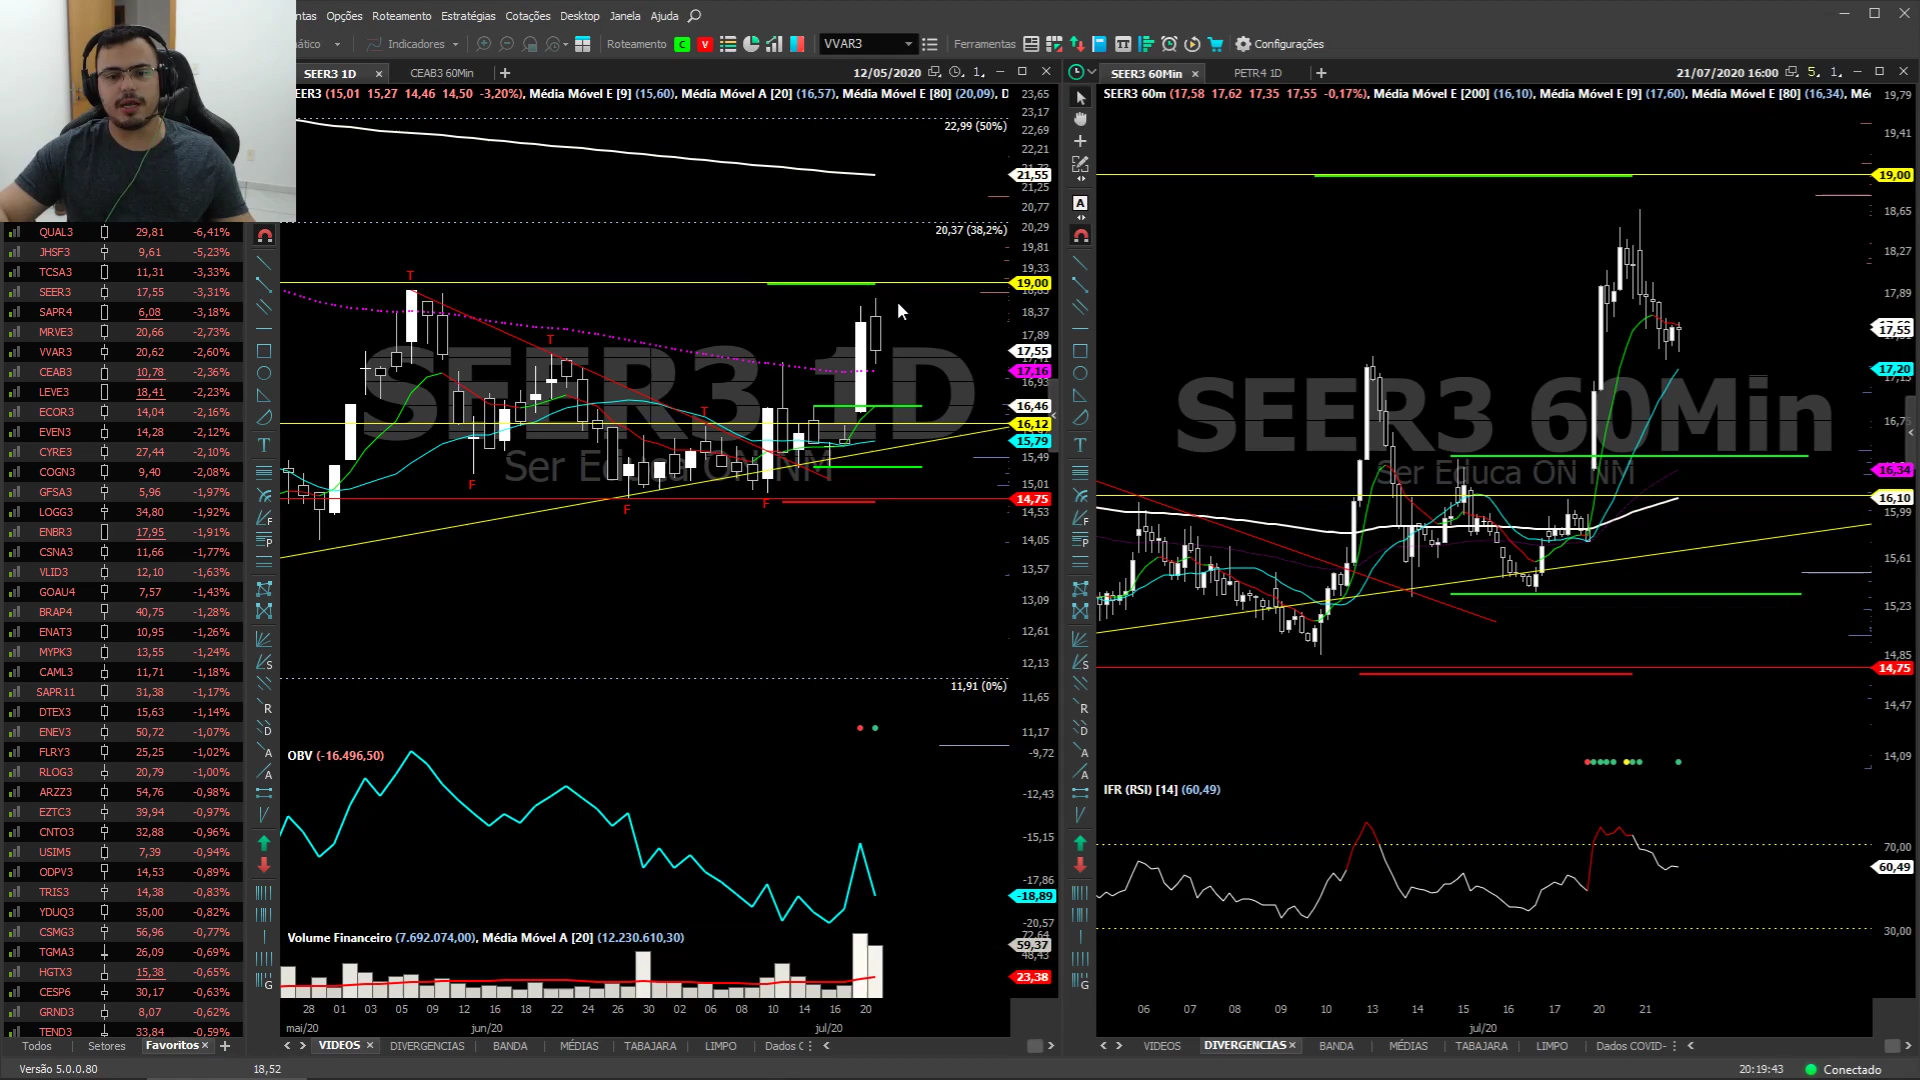 ntas Opções Roteamento Estratégias Cotações Desktop Janela Ajuda
Indicadores Roteamento C V VVAR3 Ferramentas Configurações
SEER3 1D CEAB3 60Min 12/05/2020 1
SEER3 60Min PETR4 1D 21/07/2020 16:00 5 1
(15,01 15,27 14,46 14,50 -3,20%), Média Móvel E [9] (15,60), Média Móvel A [20] (16,57), Média Móvel E [80] (20,09), D
SEER3 60m (17,58 17,62 17,35 17,55 -0,17%), Média Móvel E [200] (16,10), Média Móvel E [9] (17,60), Média Móvel E [80] (16,34), Mé
QUAL3 29,81 -6,41%
JHSF3 9,61 -5,23%
TCSA3 11,31 -3,33%
SEER3 17,55 -3,31%
SAPR4 6,08 -3,18%
MRVE3 20,66 -2,73%
VVAR3 20,62 -2,60%
CEAB3 10,78 -2,36%
LEVE3 18,41 -2,23%
ECOR3 14,04 -2,16%
EVEN3 14,28 -2,12%
CYRE3 27,44 -2,10%
COGN3 9,40 -2,08%
GFSA3 5,96 -1,97%
LOGG3 34,80 -1,92%
ENBR3 17,95 -1,91%
CSNA3 11,66 -1,77%
VLID3 12,10 -1,63%
GOAU4 7,57 -1,43%
BRAP4 40,75 -1,28%
ENAT3 10,95 -1,26%
MYPK3 13,55 -1,24%
CAML3 11,71 -1,18%
SAPR11 31,38 -1,17%
DTEX3 15,63 -1,14%
ENEV3 50,72 -1,07%
FLRY3 25,25 -1,02%
RLOG3 20,79 -1,00%
ARZZ3 54,76 -0,98%
EZTC3 39,94 -0,97%
CNTO3 32,88 -0,96%
USIM5 7,39 -0,94%
ODPV3 14,53 -0,89%
TRIS3 14,38 -0,83%
YDUQ3 35,00 -0,82%
CSMG3 56,96 -0,77%
TGMA3 26,09 -0,69%
HGTX3 15,38 -0,65%
CESP6 30,17 -0,63%
GRND3 8,07 -0,62%
TEND3 33,84 -0,59%
Todos Setores Favoritos
SEER3 1D
Ser Educa ON NM
22,99 (50%)
20,37 (38,2%)
11,91 (0%)
T T T
F F F
23,65
23,17
22,69
22,21
21,55
21,25
20,77
20,29
19,81
19,33
19,00
18,37
17,89
17,55
17,16
16,93
16,46
16,12
15,79
15,49
15,01
14,75
14,53
14,05
13,57
13,09
12,61
12,13
11,65
11,17
OBV (-16.496,50)
-9,72
-12,43
-15,15
-17,86
-18,89
-20,57
Volume Financeiro (7.692.074,00), Média Móvel A [20] (12.230.610,30)
72,64
59,37
48,43
23,38
28 01 03 05 09 12 16 18 22 24 26 30 02 06 08 10 14 16 20
mai/20 jun/20 jul/20
VIDEOS DIVERGENCIAS BANDA MÉDIAS TABAJARA LIMPO Dados C
SEER3 60Min
Ser Educa ON NM
19,79
19,41
19,00
18,65
18,27
17,89
17,55
17,20
17,13
16,75
16,34
16,10
15,99
15,61
15,23
14,85
14,75
14,47
14,09
IFR (RSI) [14] (60,49)
70,00
60,49
30,00
06 07 08 09 10 13 14 15 16 17 20 21
jul/20
VIDEOS DIVERGENCIAS BANDA MÉDIAS TABAJARA LIMPO Dados COVID-
Versão 5.0.0.80 18,52 20:19:43 Conectado